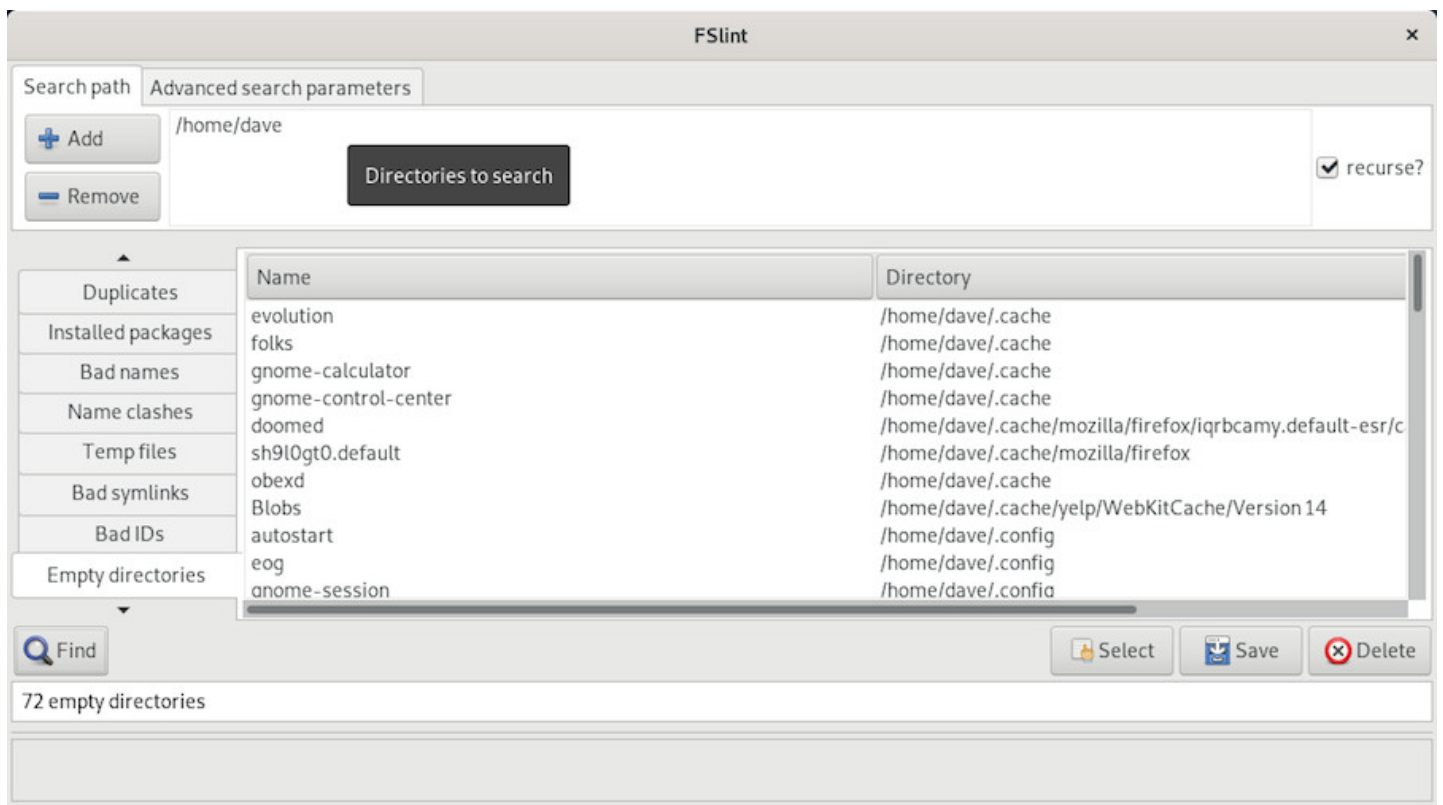 FSlint
Search path Advanced search parameters
Add
Remove
/home/dave
Directories to search
recurse?
Duplicates
Installed packages
Bad names
Name clashes
Temp files
Bad symlinks
Bad IDs
Empty directories
Name Directory
evolution /home/dave/.cache
folks /home/dave/.cache
gnome-calculator /home/dave/.cache
gnome-control-center /home/dave/.cache
doomed /home/dave/.cache/mozilla/firefox/iqrbcamy.default-esr/c
sh9l0gt0.default /home/dave/.cache/mozilla/firefox
obexd /home/dave/.cache
Blobs /home/dave/.cache/yelp/WebKitCache/Version 14
autostart /home/dave/.config
eog /home/dave/.config
gnome-session /home/dave/.config
Find Select Save Delete
72 empty directories